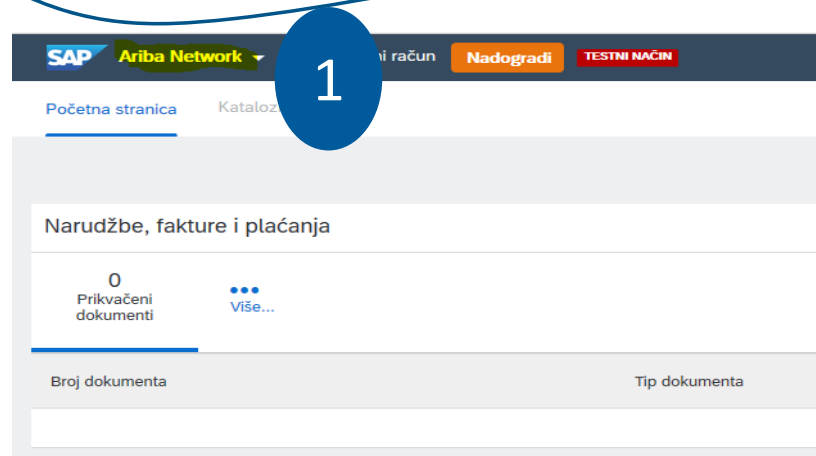 SAP Ariba Network
1
račun Nadogradi TESTNI NAČIN
Početna stranica
Narudžbe, fakture i plaćanja
0
Prikvačeni
dokumenti
Više...
Broj dokumenta Tip dokumenta